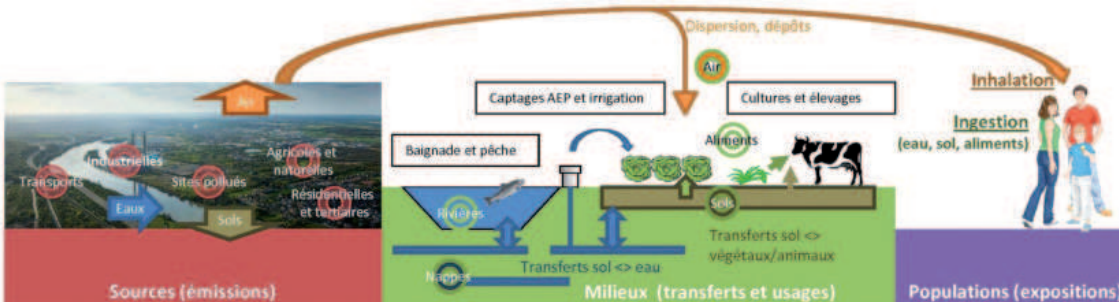 Dispersion, dépôts
Air
Air
Inhalation
Captages AEP et irrigation
Cultures et élevages
Ingestion
(eau, sol, aliments)
Aliments
Baignade et pêche
Industrielles
Agricoles et
naturelles
Transports
Sites pollués
Résidentielles
et tertiaires
Eaux
Sols
Rivières
Sols
Transferts sol <>
végétaux/animaux
Transferts sol <> eau
Nappes
Sources (émissions)
Milieux (transferts et usages)
Populations (expositions